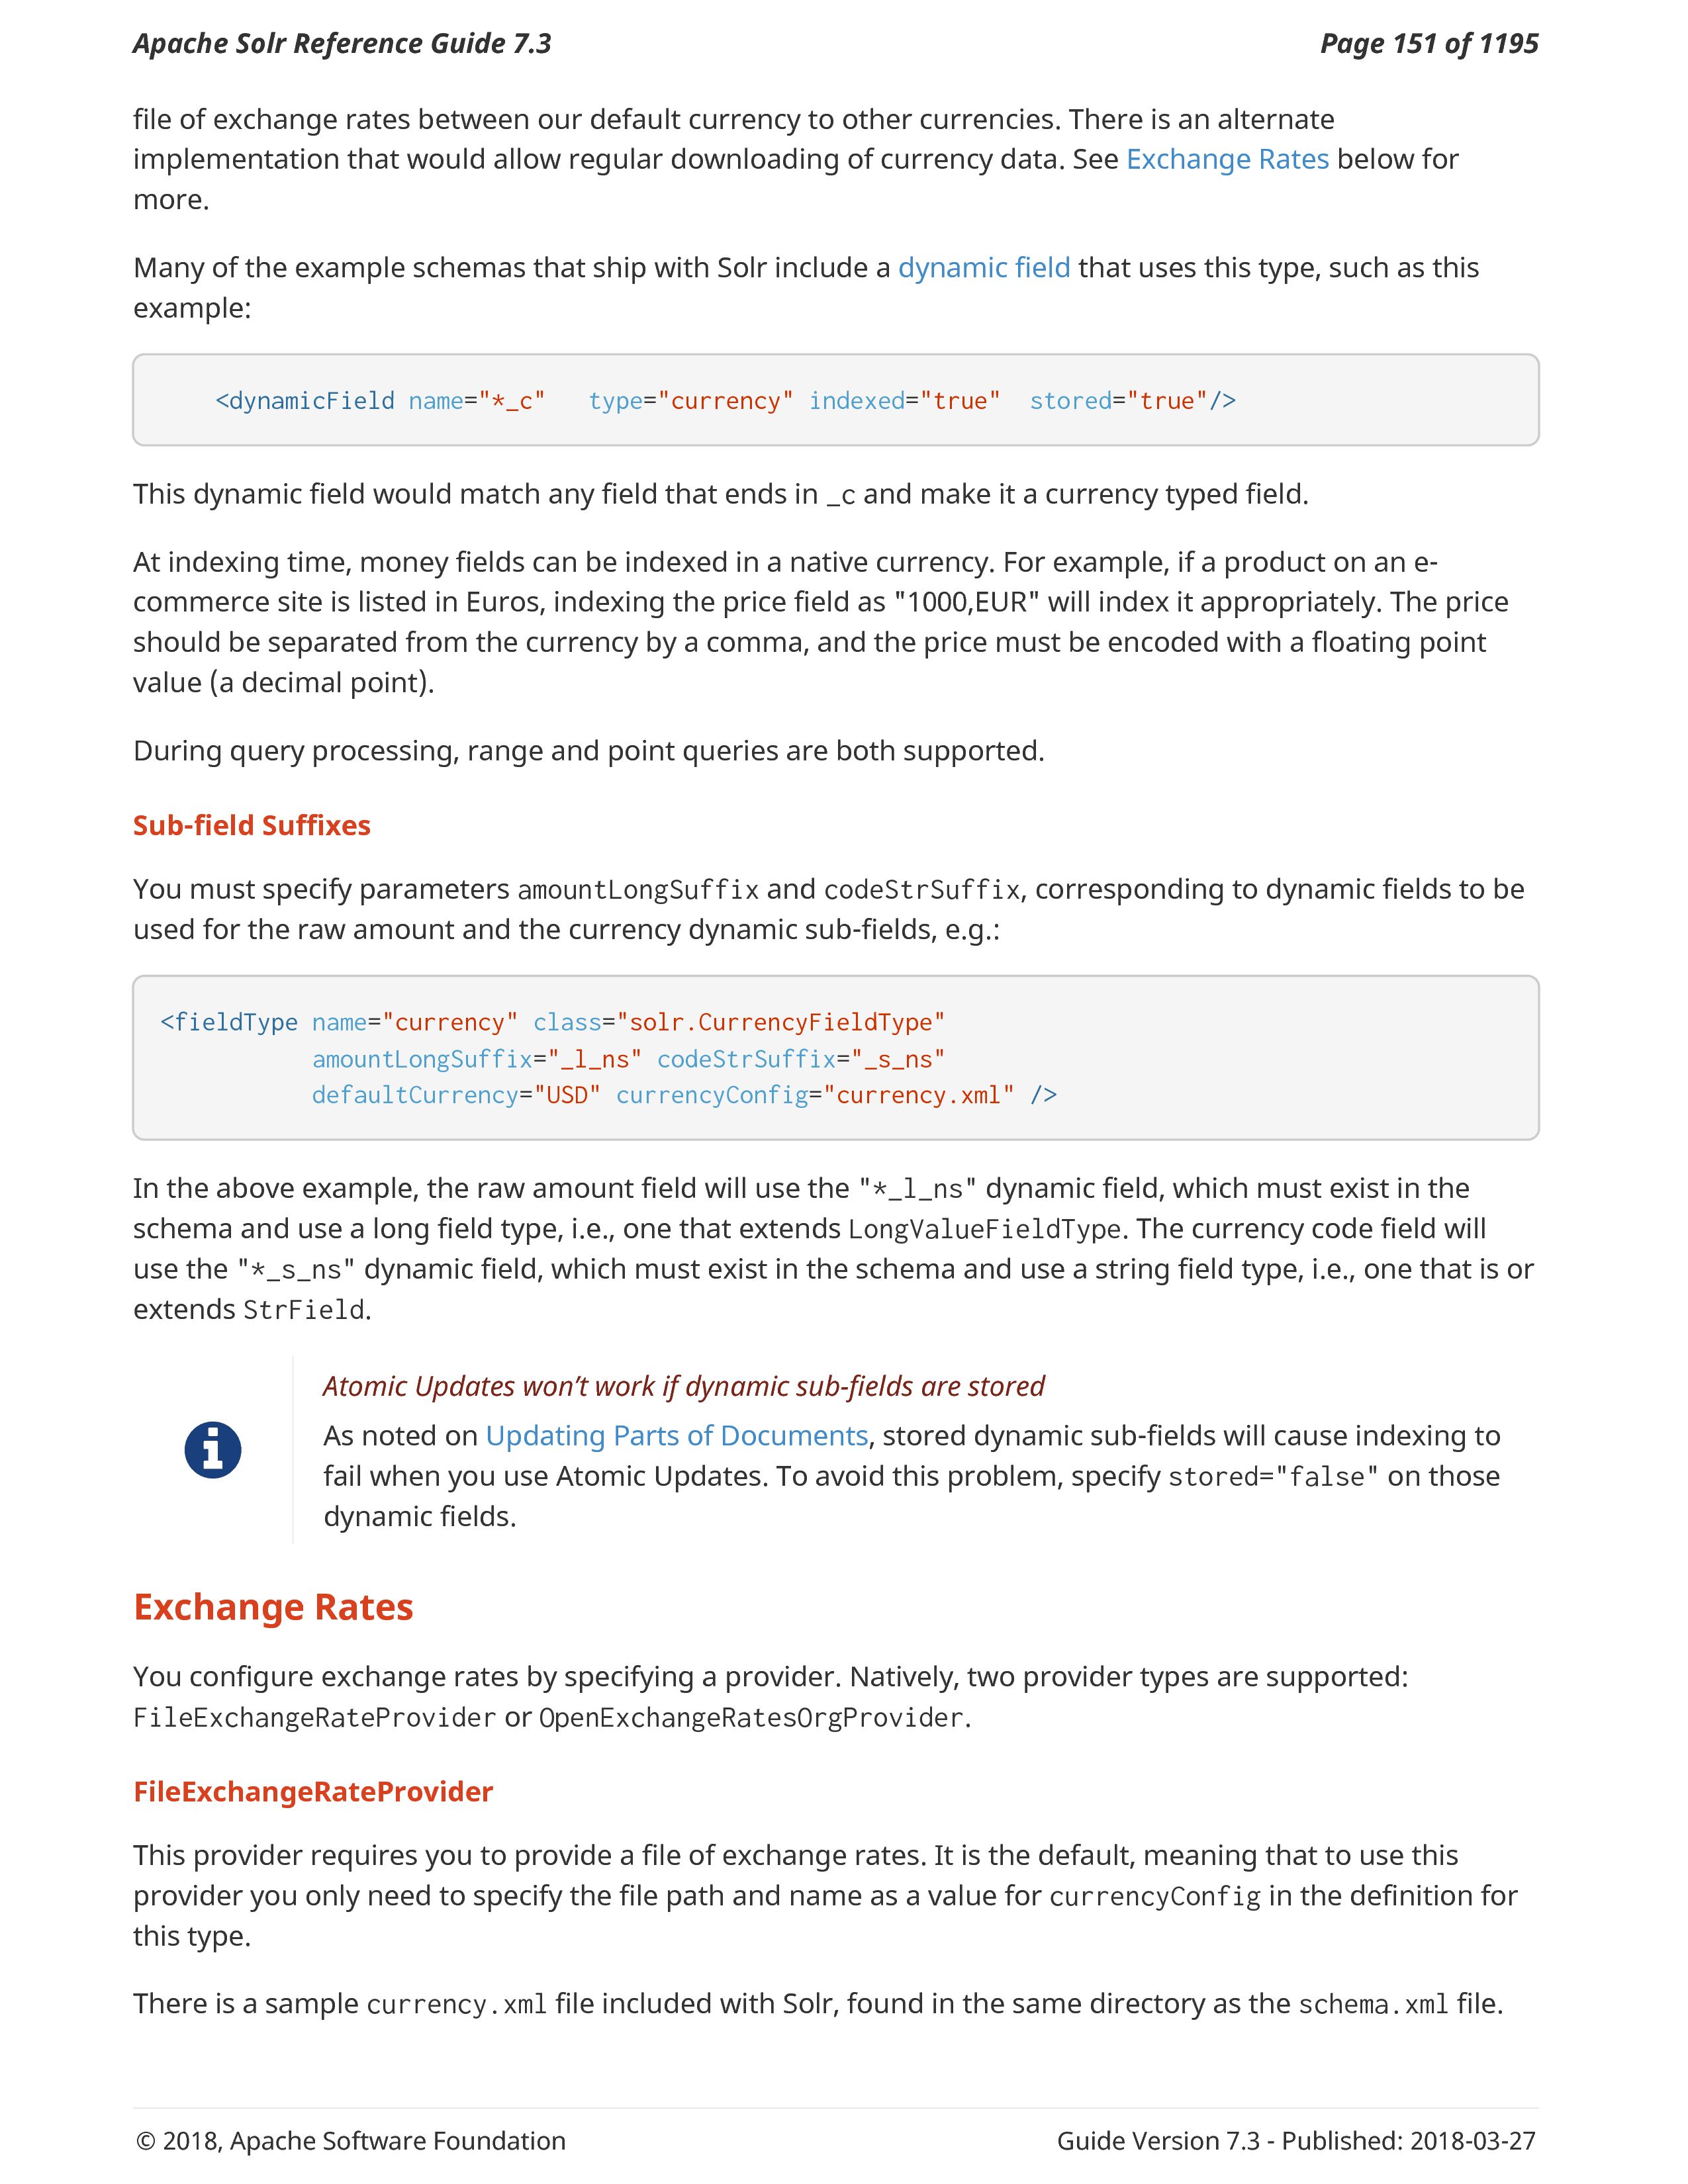 Apache Solr Reference Guide 7.3
Page 151 of 1195
file of exchange rates between our default currency to other currencies. There is an alternate
implementation that would allow regular downloading of currency data. See Exchange Rates below for
more.
Many of the example schemas that ship with Solr include a dynamic field that uses this type, such as this
example:
<dynamicField name="*_c"   type="currency" indexed="true"  stored="true"/>
This dynamic field would match any field that ends in _c and make it a currency typed field.
At indexing time, money fields can be indexed in a native currency. For example, if a product on an e-
commerce site is listed in Euros, indexing the price field as "1000,EUR" will index it appropriately. The price
should be separated from the currency by a comma, and the price must be encoded with a floating point
value (a decimal point).
During query processing, range and point queries are both supported.
Sub-field Suffixes
You must specify parameters amountLongSuffix and codeStrSuffix, corresponding to dynamic fields to be
used for the raw amount and the currency dynamic sub-fields, e.g.:
<fieldType name="currency" class="solr.CurrencyFieldType"
amountLongSuffix="_l_ns" codeStrSuffix="_s_ns"
defaultCurrency="USD" currencyConfig="currency.xml" />
In the above example, the raw amount field will use the "*_l_ns" dynamic field, which must exist in the
schema and use a long field type, i.e., one that extends LongValueFieldType. The currency code field will
use the "*_s_ns" dynamic field, which must exist in the schema and use a string field type, i.e., one that is or
extends StrField.
Atomic Updates won’t work if dynamic sub-fields are stored
As noted on Updating Parts of Documents, stored dynamic sub-fields will cause indexing to
fail when you use Atomic Updates. To avoid this problem, specify stored="false" on those
dynamic fields.
Exchange Rates
You configure exchange rates by specifying a provider. Natively, two provider types are supported:
FileExchangeRateProvider or OpenExchangeRatesOrgProvider.
FileExchangeRateProvider
This provider requires you to provide a file of exchange rates. It is the default, meaning that to use this
provider you only need to specify the file path and name as a value for currencyConfig in the definition for
this type.
There is a sample currency.xml file included with Solr, found in the same directory as the schema.xml file.
© 2018, Apache Software Foundation
Guide Version 7.3 - Published: 2018-03-27